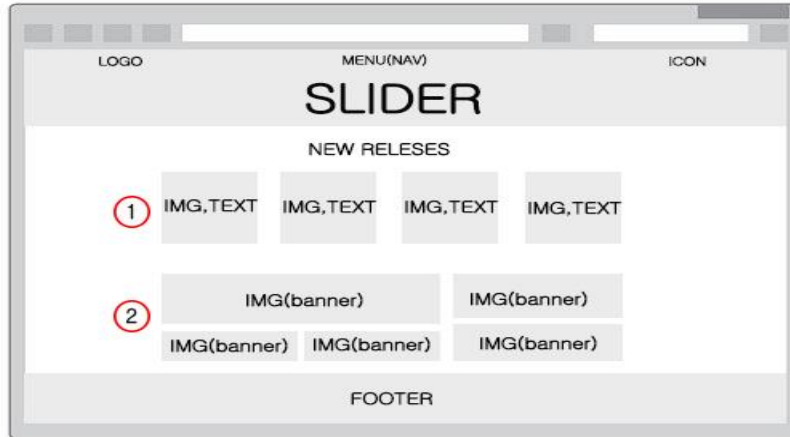 LOGO MENU(NAV) ICON
SLIDER
NEW RELESES
1 IMG,TEXT IMG,TEXT IMG,TEXT IMG,TEXT
2 IMG(banner) IMG(banner)
IMG(banner) IMG(banner) IMG(banner)
FOOTER